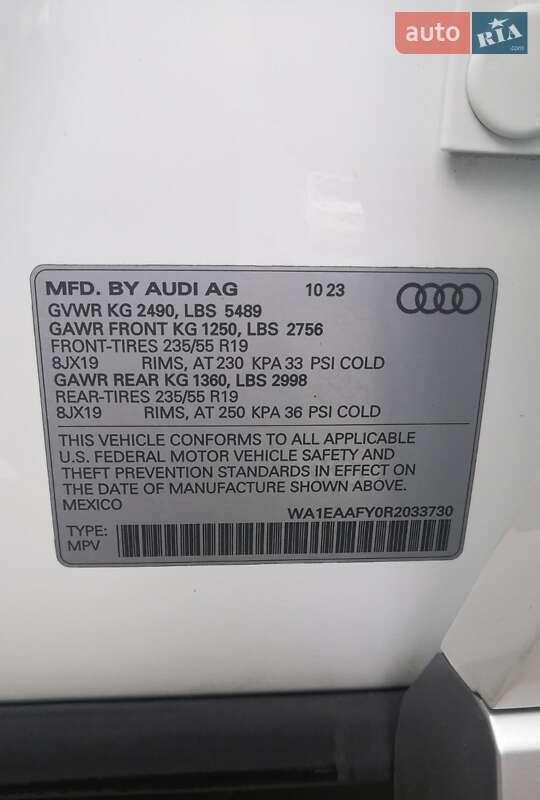 auto RIA.com
MFD. BY AUDI AG 10 23
GVWR KG 2490, LBS 5489
GAWR FRONT KG 1250, LBS 2756
FRONT-TIRES 235/55 R19
8JX19 RIMS, AT 230 KPA 33 PSI COLD
GAWR REAR KG 1360, LBS 2998
REAR-TIRES 235/55 R19
8JX19 RIMS, AT 250 KPA 36 PSI COLD
THIS VEHICLE CONFORMS TO ALL APPLICABLE
U.S. FEDERAL MOTOR VEHICLE SAFETY AND
THEFT PREVENTION STANDARDS IN EFFECT ON
THE DATE OF MANUFACTURE SHOWN ABOVE.
MEXICO WA1EAAFY0R2033730
TYPE:
MPV